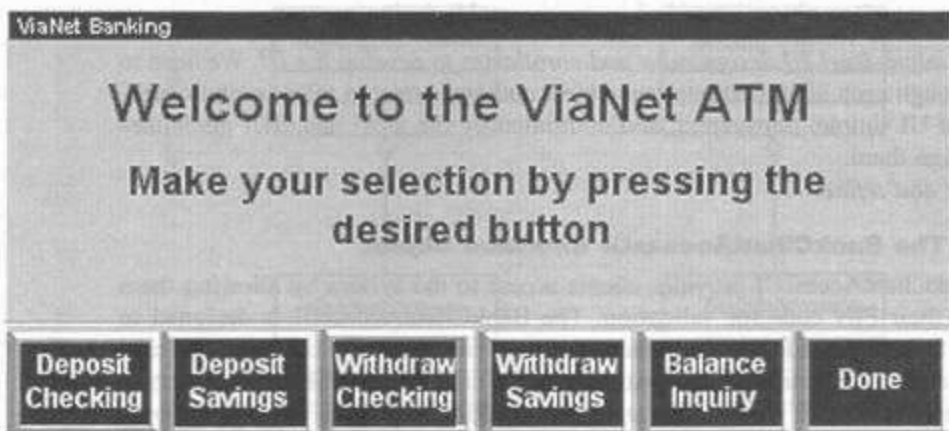 ViaNet Banking
Welcome to the ViaNet ATM
Make your selection by pressing the
desired button
Deposit
Checking
Deposit
Savings
Withdraw
Checking
Withdraw
Savings
Balance
Inquiry
Done